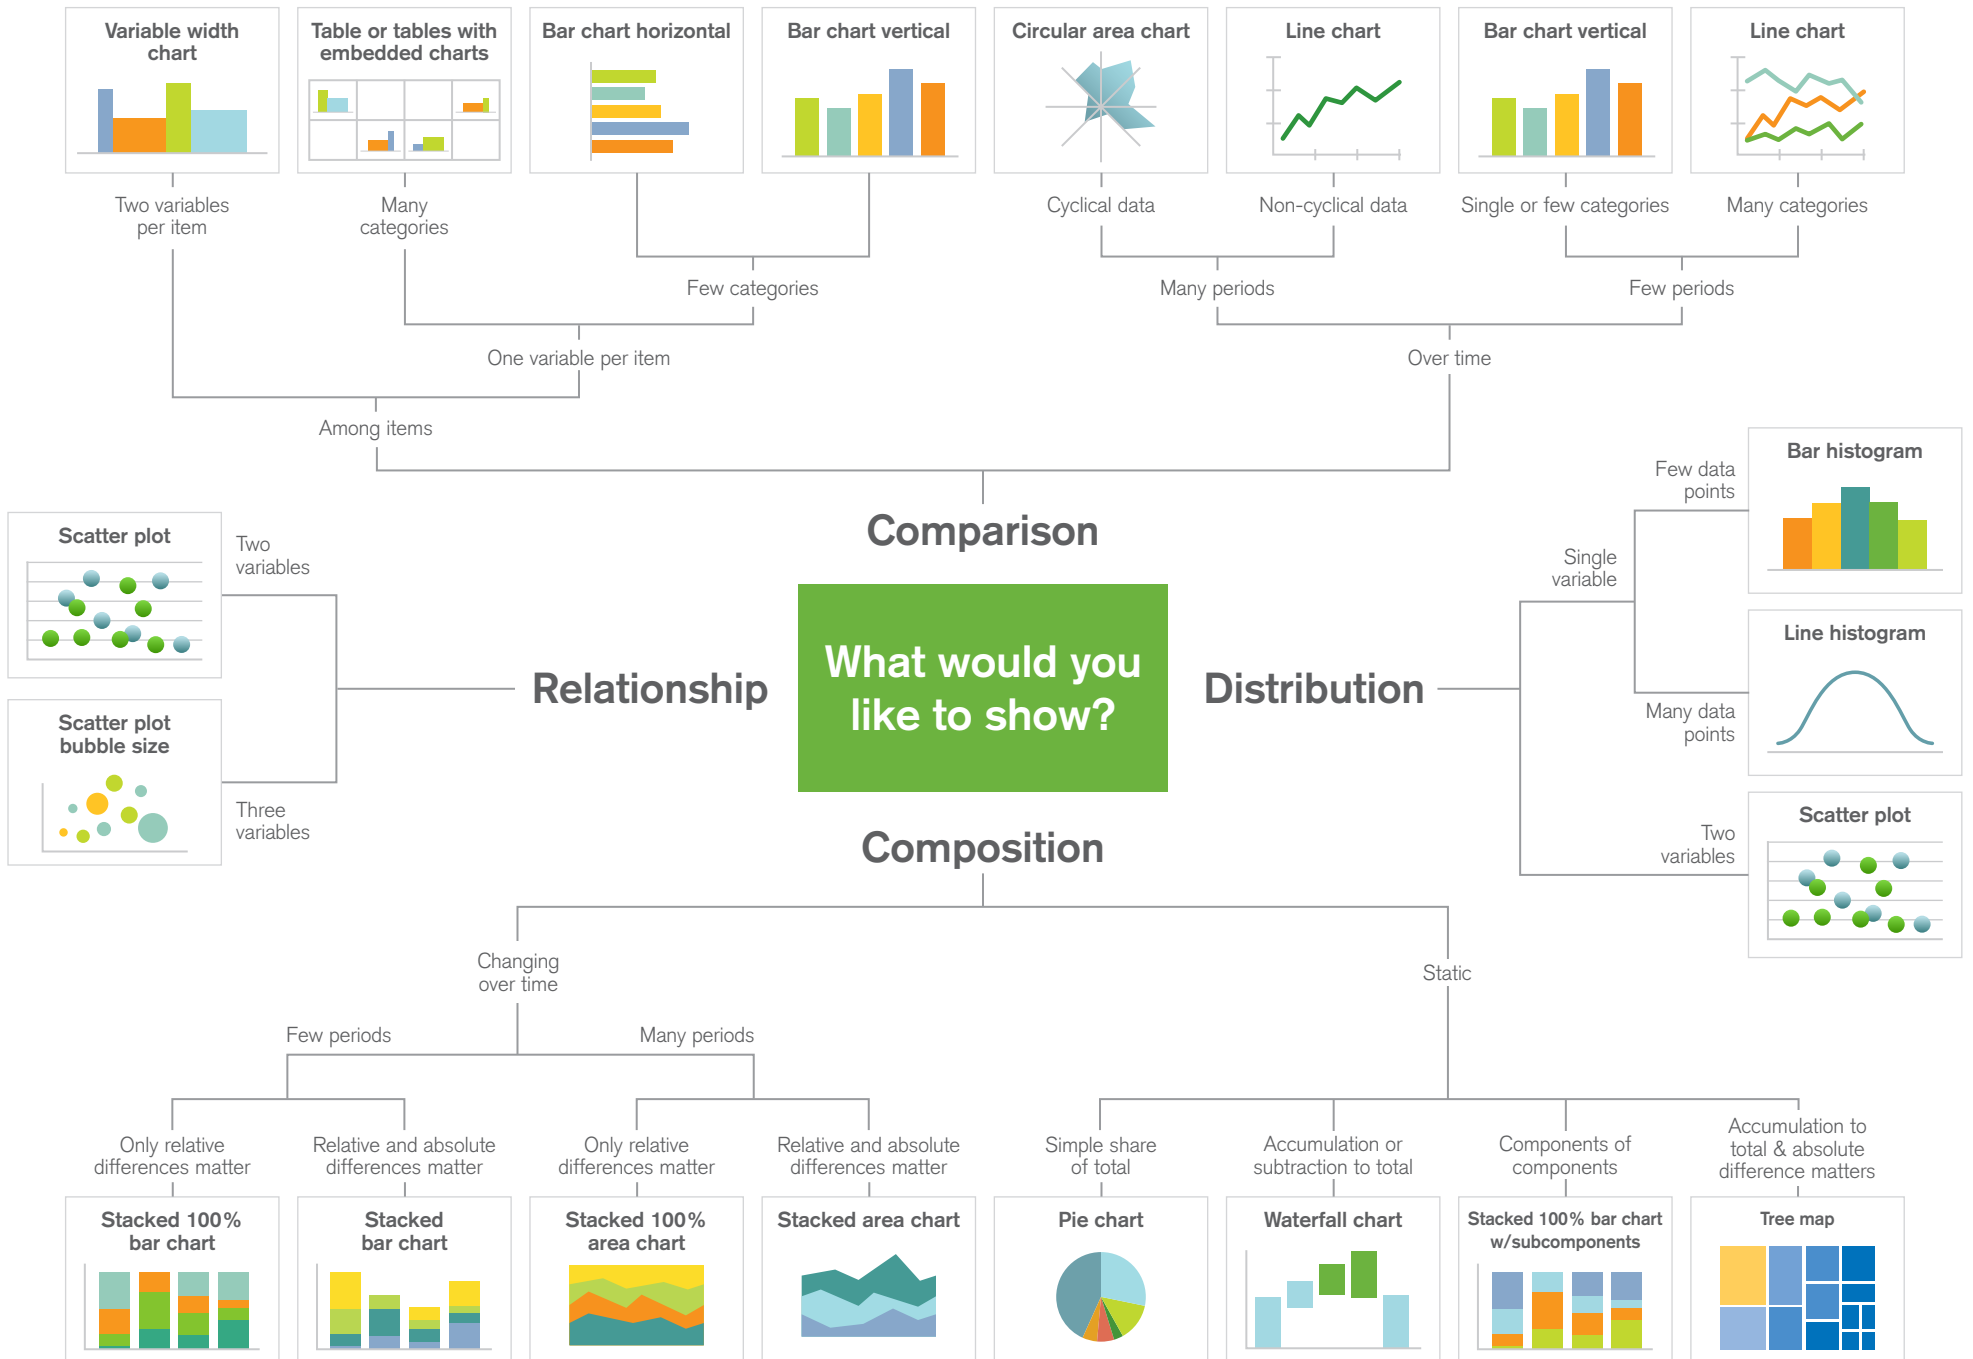 Variable width
chart
Table or tables with
embedded charts
Bar chart horizontal
Bar chart vertical
Circular area chart
Line chart
Bar chart vertical
Line chart
Two variables
per item
Many
categories
Cyclical data
Non-cyclical data
Single or few categories
Many categories
Few categories
Many periods
Few periods
One variable per item
Over time
Among items
Comparison
What would you
like to show?
Relationship
Two
variables
Scatter plot
Scatter plot
bubble size
Three
variables
Distribution
Single
variable
Few data
points
Bar histogram
Line histogram
Many data
points
Two
variables
Scatter plot
Composition
Changing
over time
Static
Few periods
Many periods
Only relative
differences matter
Relative and absolute
differences matter
Only relative
differences matter
Relative and absolute
differences matter
Simple share
of total
Accumulation or
subtraction to total
Components of
components
Accumulation to
total & absolute
difference matters
Stacked 100%
bar chart
Stacked
bar chart
Stacked 100%
area chart
Stacked area chart
Pie chart
Waterfall chart
Stacked 100% bar chart
w/subcomponents
Tree map